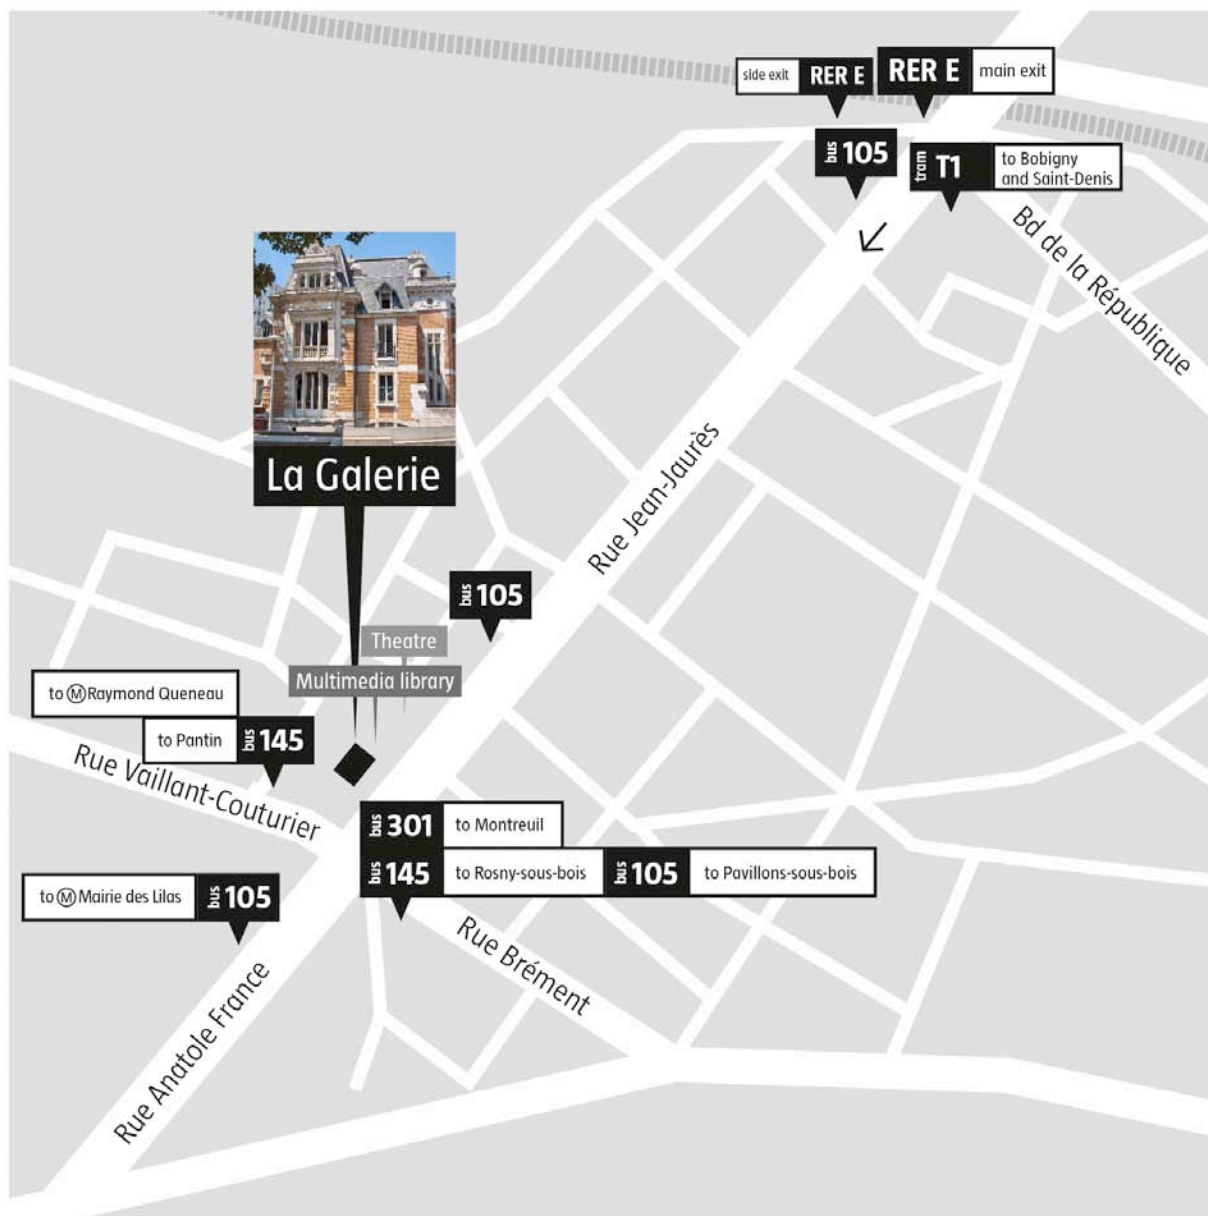 side exit RER E
RER E main exit
bus 105
tram T1 to Bobigny
and Saint-Denis
Bd de la République
La Galerie
Rue Jean-Jaurès
bus 105
Theatre
Multimedia library
to Ⓜ Raymond Queneau
to Pantin bus 145
Rue Vaillant-Couturier
bus 301 to Montreuil
bus 145 to Rosny-sous-bois bus 105 to Pavillons-sous-bois
to Ⓜ Mairie des Lilas bus 105
Rue Brément
Rue Anatole France